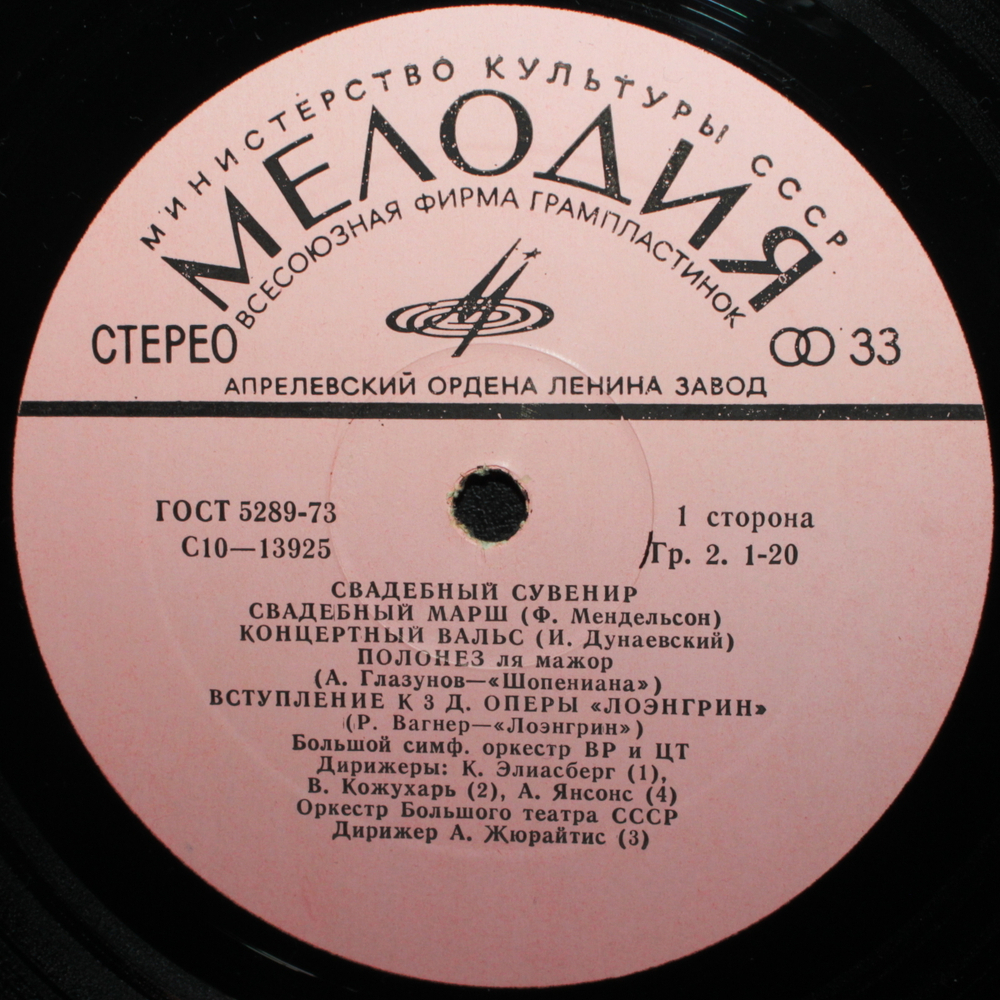 МИНИСТЕРСТВО КУЛЬТУРЫ СССР
МЕЛОДИЯ
ВСЕСОЮЗНАЯ ФИРМА ГРАМПЛАСТИНОК
СТЕРЕО
33
АПРЕЛЕВСКИЙ ОРДЕНА ЛЕНИНА ЗАВОД
ГОСТ 5289-73
1 сторона
С10—13925
Гр. 2. 1-20
СВАДЕБНЫЙ СУВЕНИР
СВАДЕБНЫЙ МАРШ (Ф. Мендельсон)
КОНЦЕРТНЫЙ ВАЛЬС (И. Дунаевский)
ПОЛОНЕЗ ля мажор
(А. Глазунов—«Шопениана»)
ВСТУПЛЕНИЕ К 3 Д. ОПЕРЫ «ЛОЭНГРИН»
(Р. Вагнер—«Лоэнгрин»)
Большой симф. оркестр ВР и ЦТ
Дирижеры: К. Элиасберг (1),
В. Кожухарь (2), А. Янсонс (4)
Оркестр Большого театра СССР
Дирижер А. Жюрайтис (3)